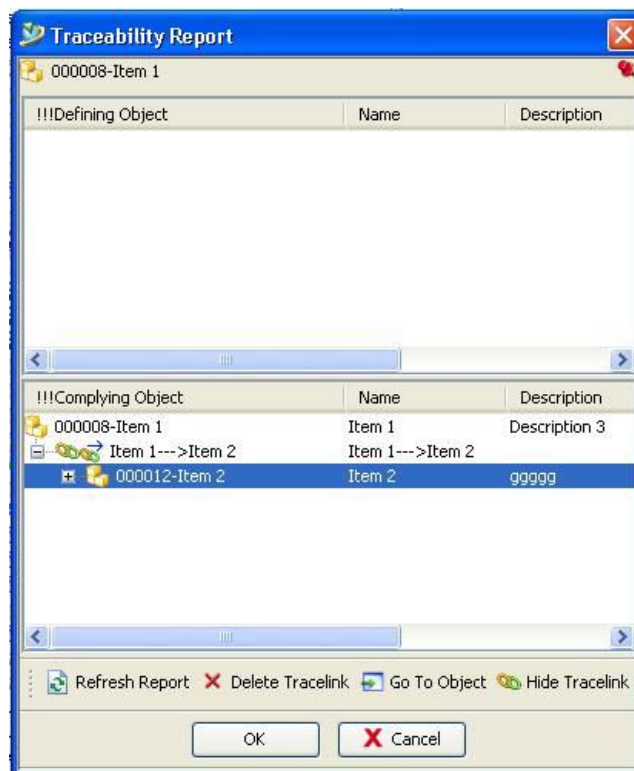 Traceability Report
000008-Item 1
!!!Defining Object Name Description
!!!Complying Object Name Description
000008-Item 1 Item 1 Description 3
Item 1--->Item 2 Item 1--->Item 2
000012-Item 2 Item 2 ggggg
Refresh Report Delete Tracelink Go To Object Hide Tracelink
OK Cancel